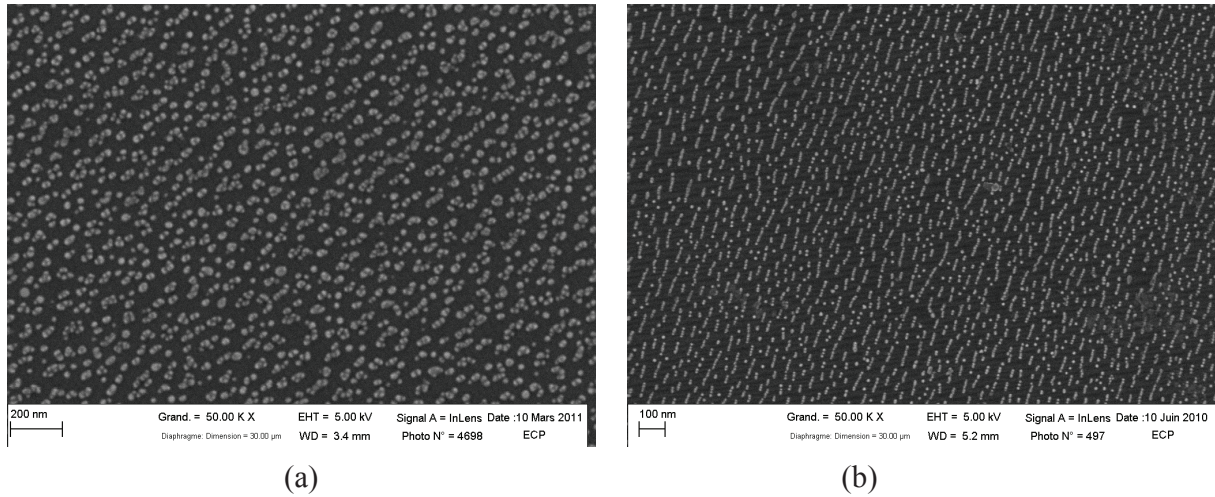 200 nm
Grand. = 50.00 K X
EHT = 5.00 kV
Signal A = InLens
Date :10 Mars 2011
Diaphragme: Dimension = 30.00 µm
WD = 3.4 mm
Photo N° = 4698
ECP
(a)
100 nm
Grand. = 50.00 K X
EHT = 5.00 kV
Signal A = InLens
Date :10 Juin 2010
Diaphragme: Dimension = 30.00 µm
WD = 5.2 mm
Photo N° = 497
ECP
(b)